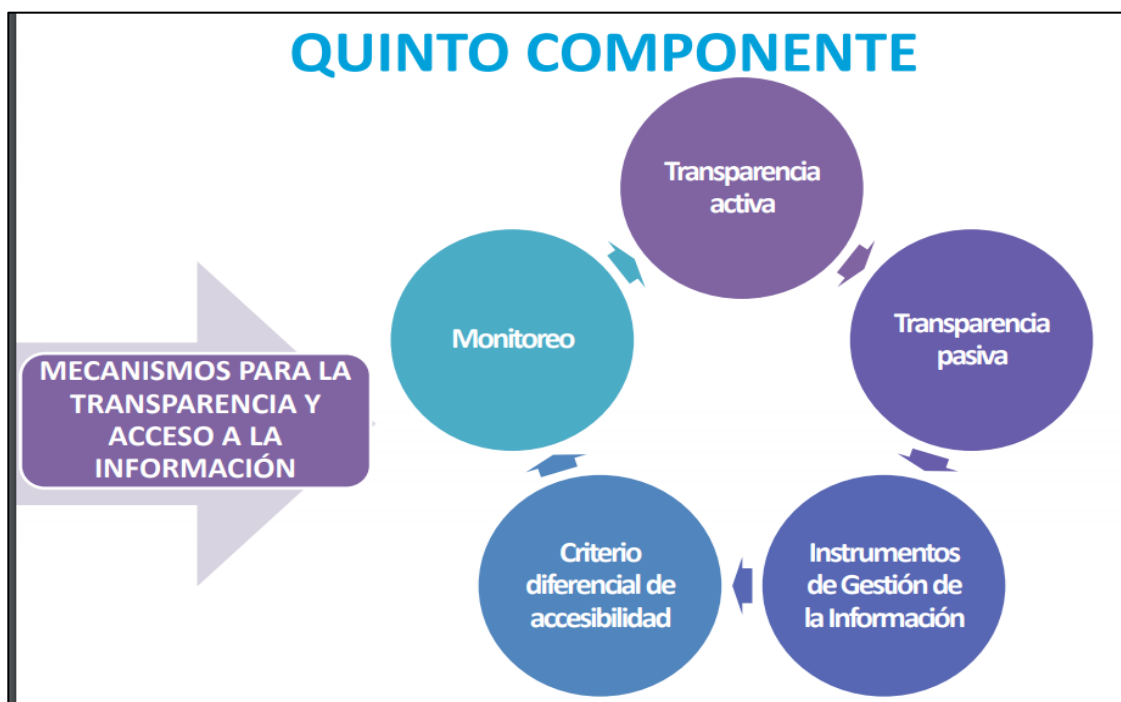 QUINTO COMPONENTE
Transparencia
activa
Transparencia
pasiva
Instrumentos
de Gestión de
la Información
Criterio
diferencial de
accesibilidad
Monitoreo
MECANISMOS PARA LA
TRANSPARENCIA Y
ACCESO A LA
INFORMACIÓN